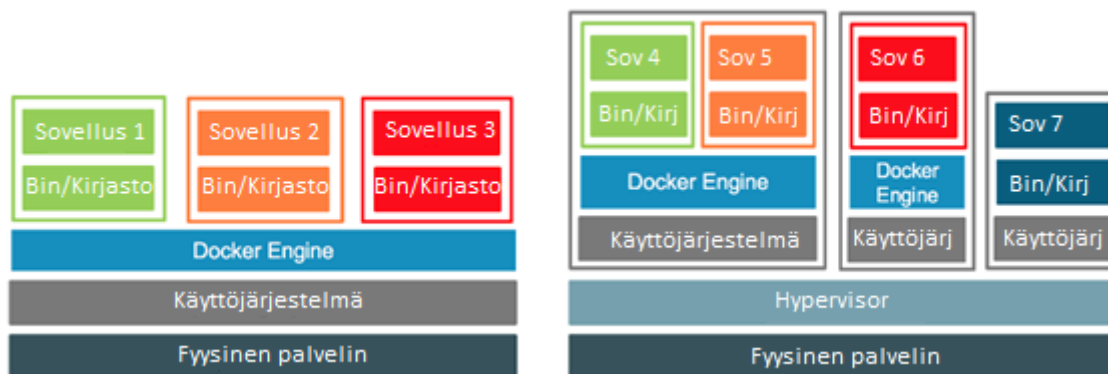 Sovellus 1
Bin/Kirjasto
Sovellus 2
Bin/Kirjasto
Sovellus 3
Bin/Kirjasto
Docker Engine
Käyttöjärjestelmä
Fyysinen palvelin
Sov 4
Bin/Kirj
Sov 5
Bin/Kirj
Docker Engine
Käyttöjärjestelmä
Sov 6
Bin/Kirj
Docker
Engine
Käyttöjärj
Sov 7
Bin/Kirj
Käyttöjärj
Hypervisor
Fyysinen palvelin